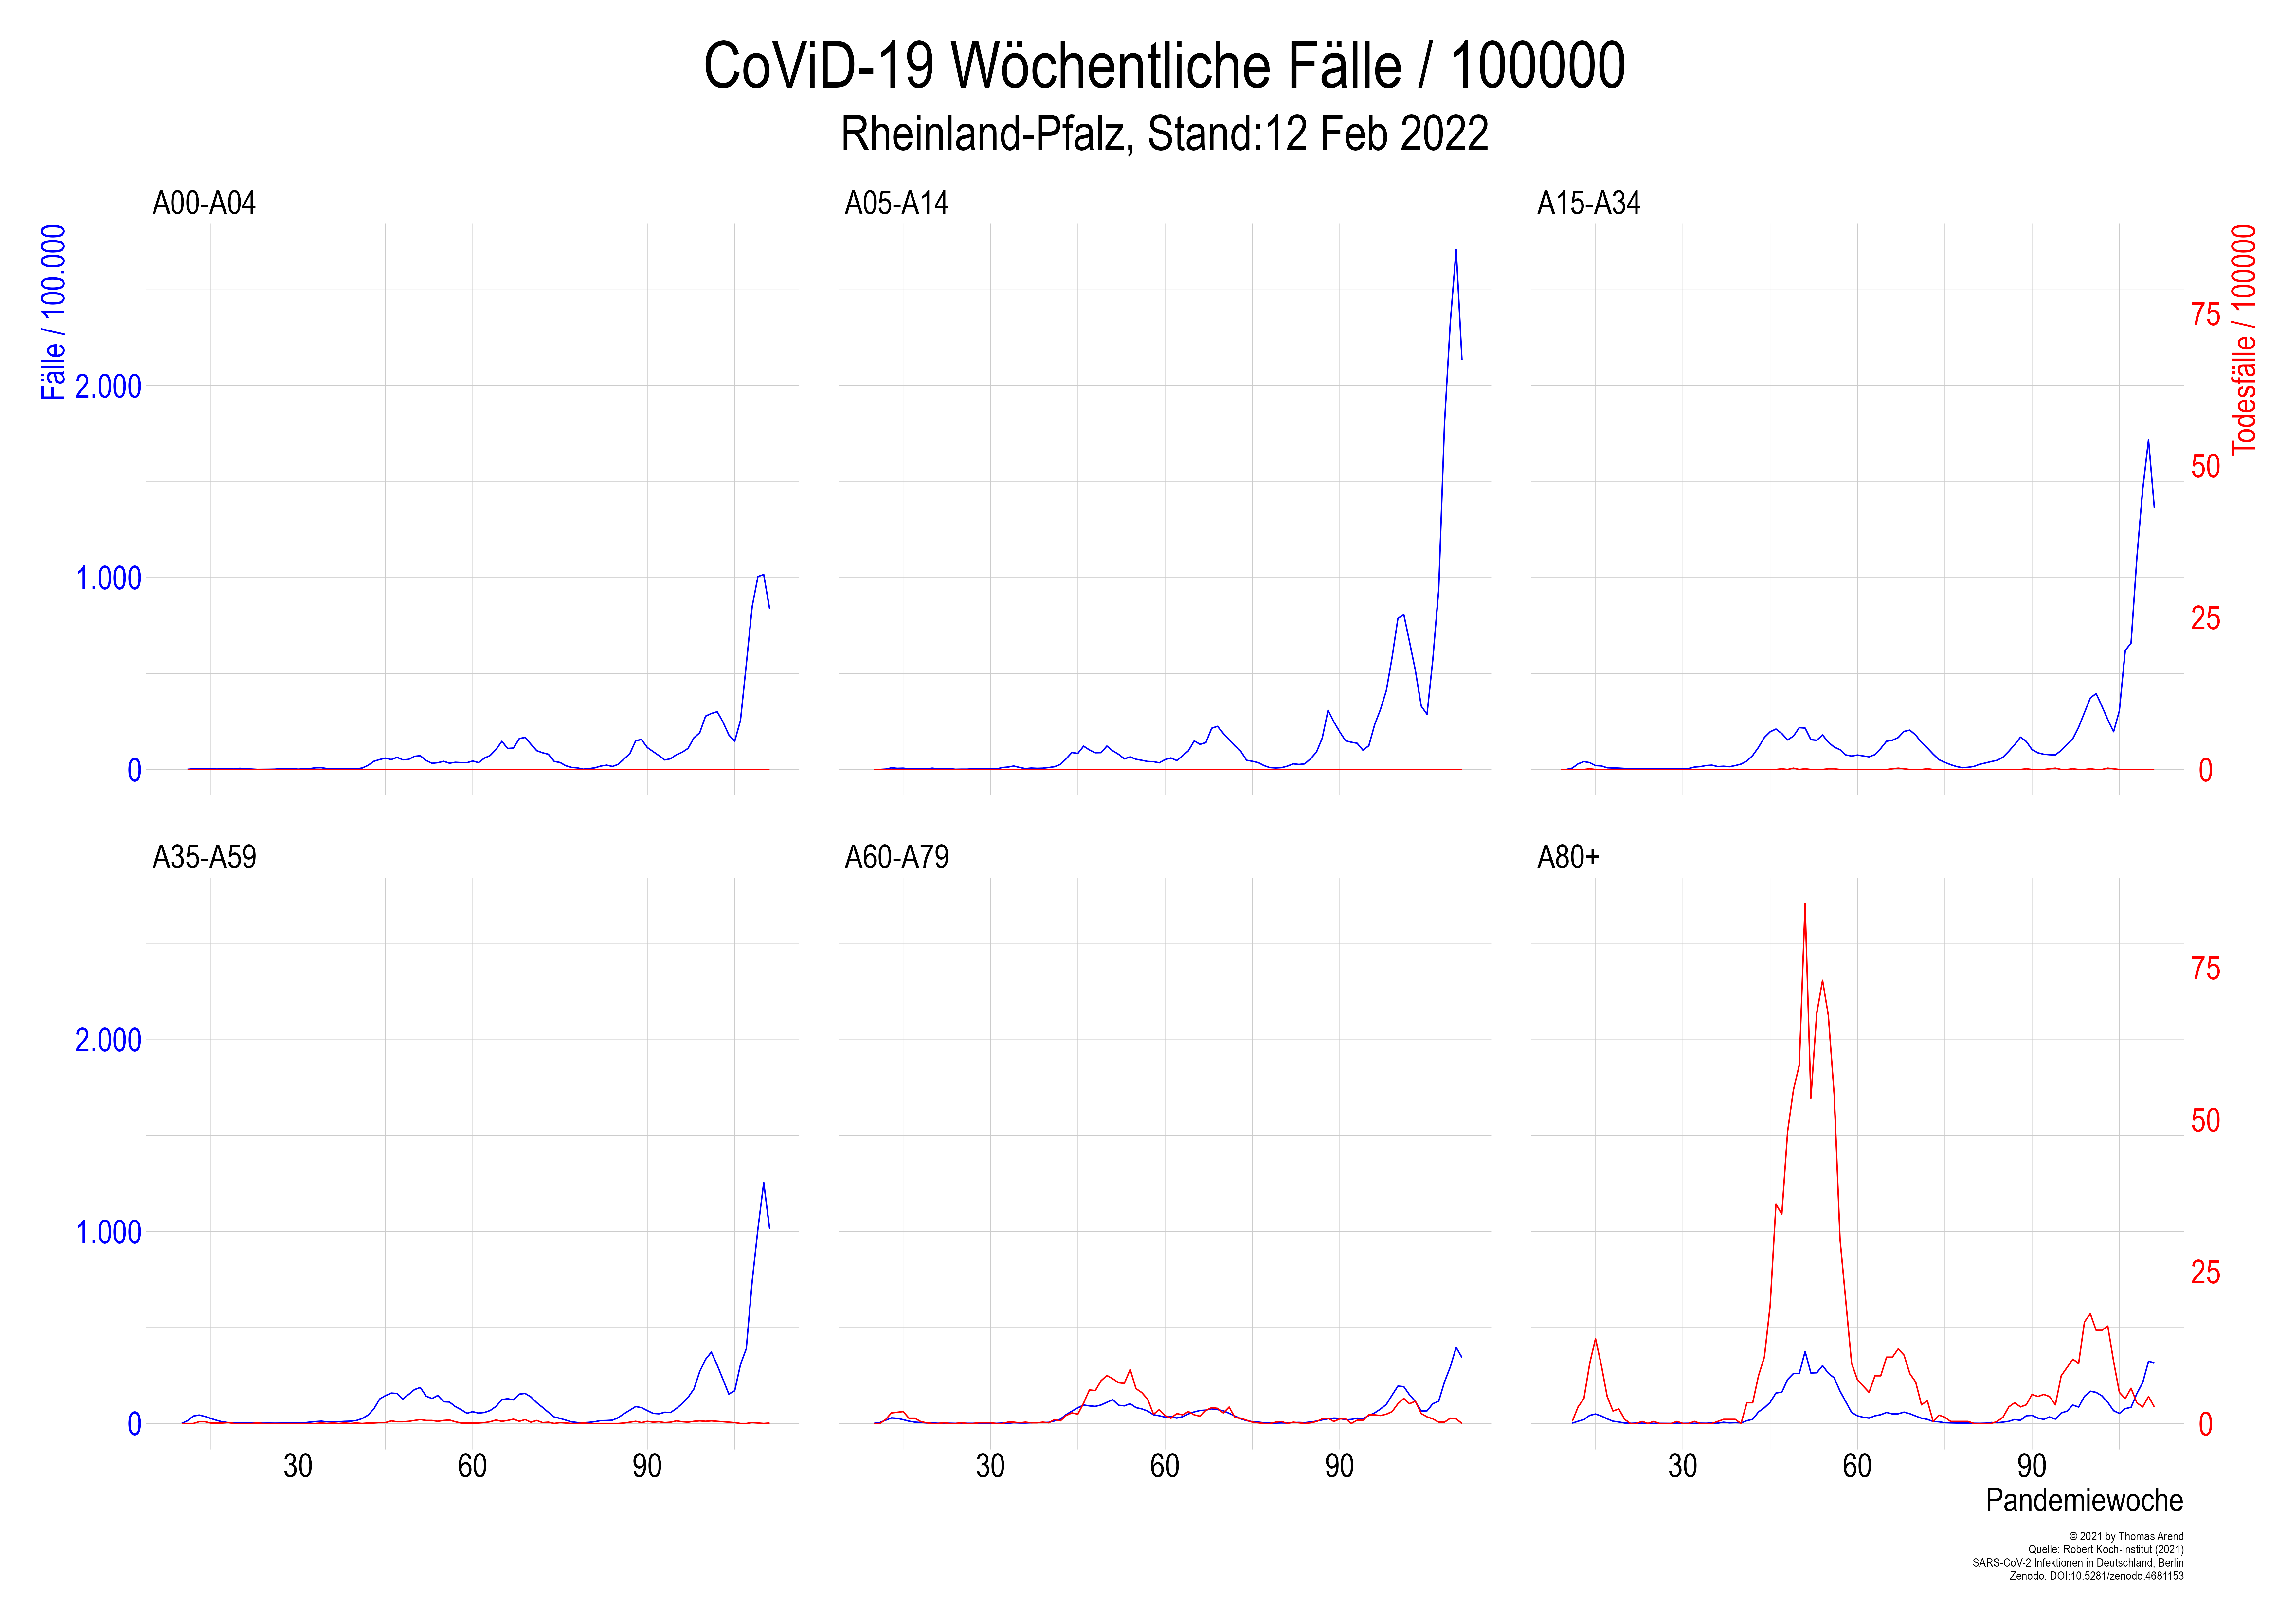 CoViD-19 Wöchentliche Fälle / 100000
Rheinland-Pfalz, Stand:12 Feb 2022
A00-A04
A05-A14
A15-A34
Fälle / 100.000
2.000
1.000
0
75
50
25
0
Todesfälle / 100000
A35-A59
A60-A79
A80+
2.000
1.000
0
75
50
25
0
30 60 90
30 60 90
30 60 90
Pandemiewoche
© 2021 by Thomas Arend
Quelle: Robert Koch-Institut (2021)
SARS-CoV-2 Infektionen in Deutschland, Berlin
Zenodo. DOI:10.5281/zenodo.4681153